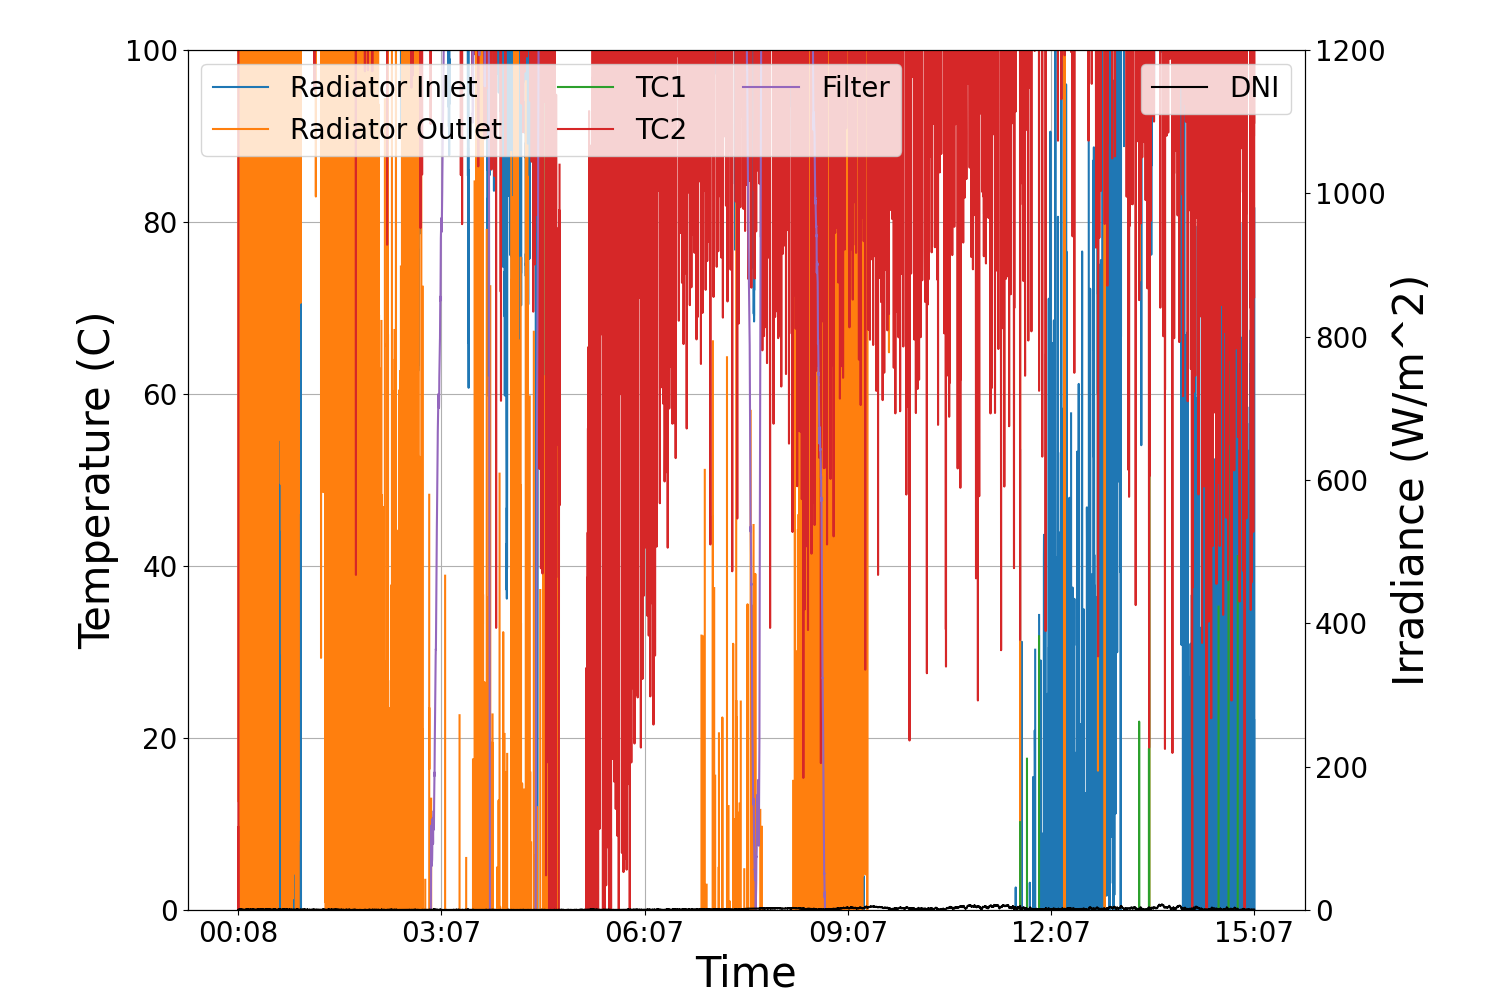 100
80
60
40
20
0
Temperature (C)
Radiator Inlet
Radiator Outlet
TC1
TC2
Filter
DNI
1200
1000
800
600
400
200
0
Irradiance (W/m^2)
00:08 03:07 06:07 09:07 12:07 15:07
Time